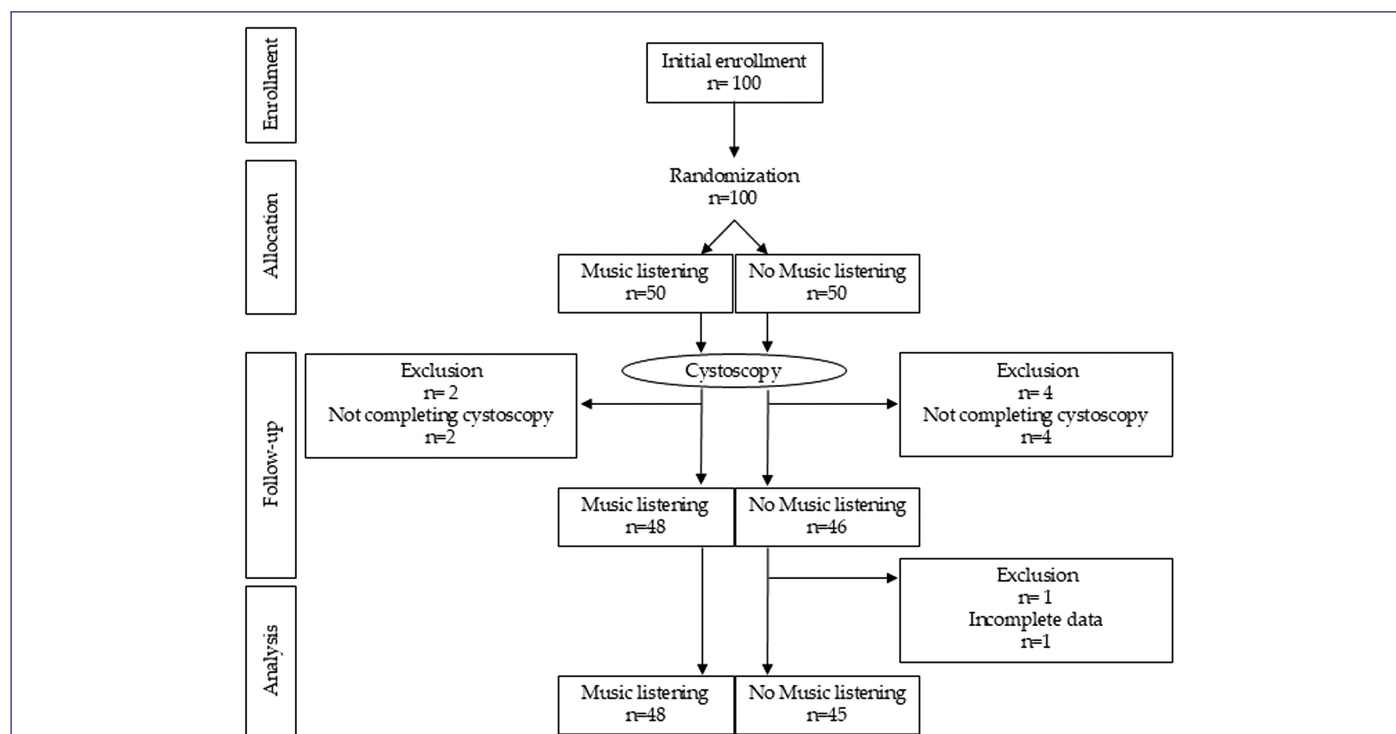 Enrollment
Initial enrollment
n= 100
Allocation
Randomization
n=100
Music listening
n=50
No Music listening
n=50
Follow-up
Cystoscopy
Exclusion
n= 2
Not completing cystoscopy
n=2
Exclusion
n= 4
Not completing cystoscopy
n=4
Music listening
n=48
No Music listening
n=46
Exclusion
n= 1
Incomplete data
n=1
Analysis
Music listening
n=48
No Music listening
n=45